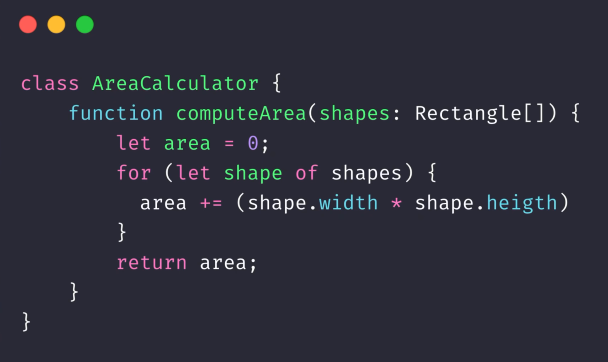 class AreaCalculator {
    function computeArea(shapes: Rectangle[]) {
        let area = 0;
        for (let shape of shapes) {
          area += (shape.width * shape.heigth)
        }
        return area;
    }
}